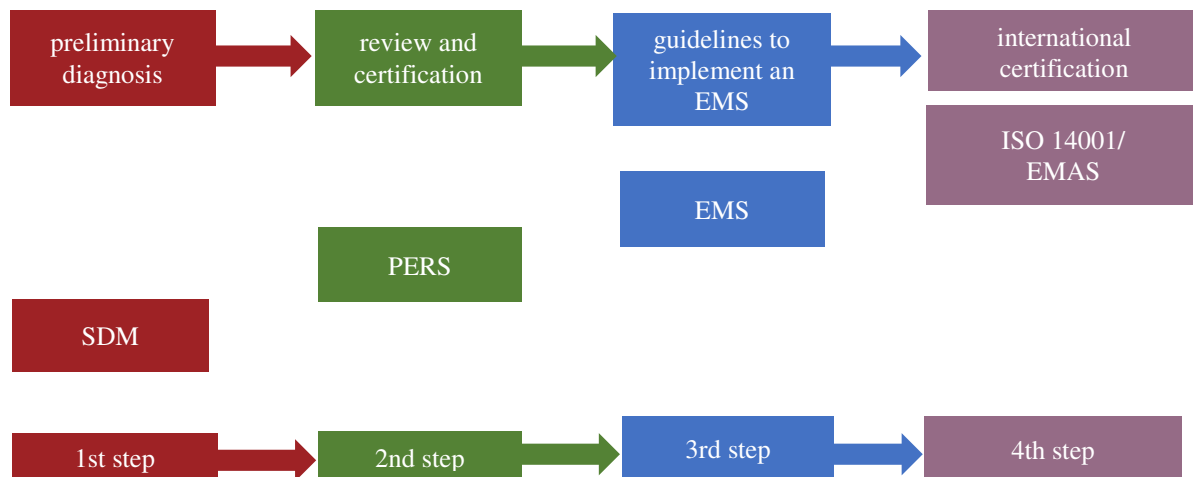 preliminary
diagnosis
review and
certification
guidelines to
implement an
EMS
international
certification
ISO 14001/
EMAS
EMS
PERS
SDM
1st step
2nd step
3rd step
4th step